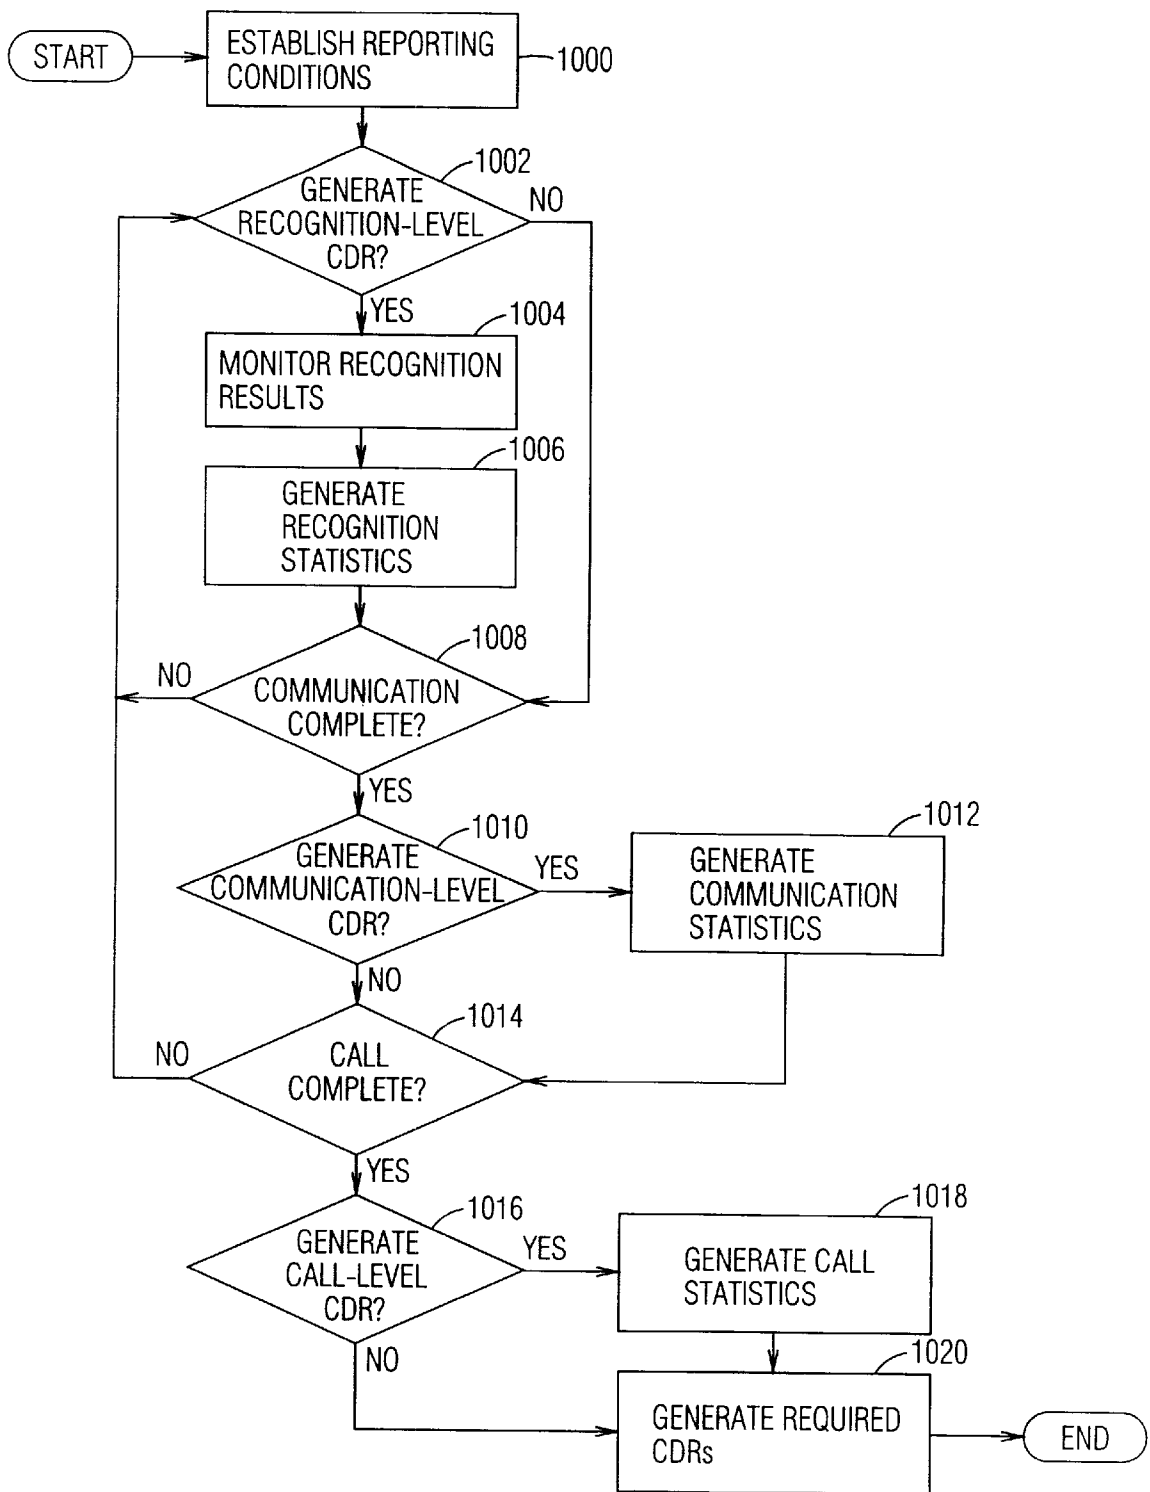 START
ESTABLISH REPORTING
CONDITIONS
1000
1002
GENERATE
RECOGNITION-LEVEL
CDR?
NO
YES
1004
MONITOR RECOGNITION
RESULTS
1006
GENERATE
RECOGNITION
STATISTICS
1008
NO
COMMUNICATION
COMPLETE?
YES
1010
GENERATE
COMMUNICATION-LEVEL
CDR?
YES
1012
GENERATE
COMMUNICATION
STATISTICS
NO
1014
NO
CALL
COMPLETE?
YES
1016
GENERATE
CALL-LEVEL
CDR?
YES
1018
GENERATE CALL
STATISTICS
NO
1020
GENERATE REQUIRED
CDRs
END